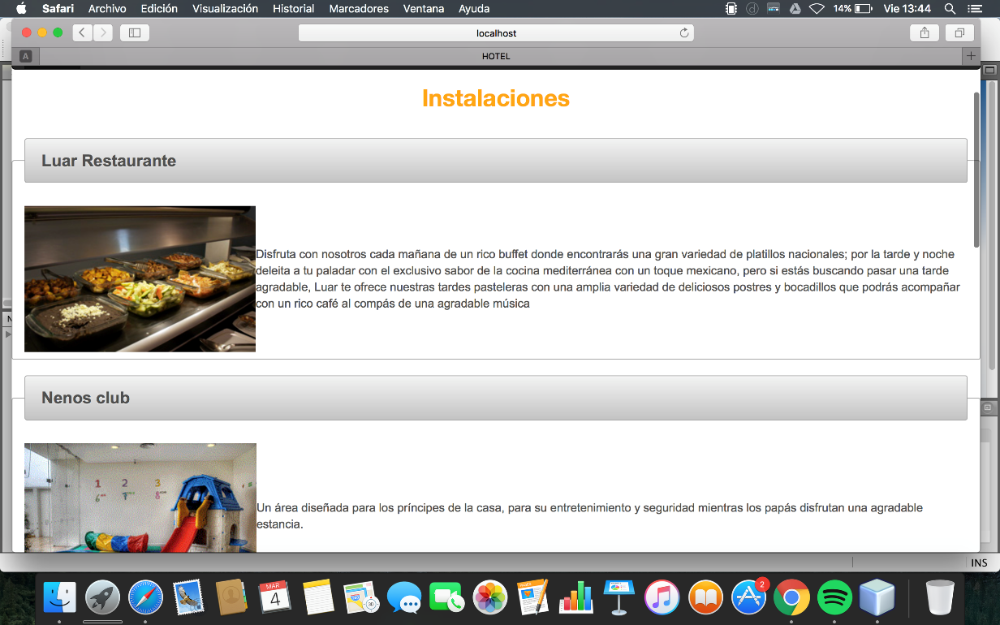 Safari Archivo Edición Visualización Historial Marcadores Ventana Ayuda 14% Vie 13:44
localhost
A HOTEL
Instalaciones
Luar Restaurante
Disfruta con nosotros cada mañana de un rico buffet donde encontrarás una gran variedad de platillos nacionales; por la tarde y noche
deleita a tu paladar con el exclusivo sabor de la cocina mediterránea con un toque mexicano, pero si estás buscando pasar una tarde
agradable, Luar te ofrece nuestras tardes pasteleras con una amplia variedad de deliciosos postres y bocadillos que podrás acompañar
con un rico café al compás de una agradable música
Nenos club
1 2 3
6 7 8
Un área diseñada para los príncipes de la casa, para su entretenimiento y seguridad mientras los papás disfrutan una agradable
estancia.
INS
MAR
4
3D
2